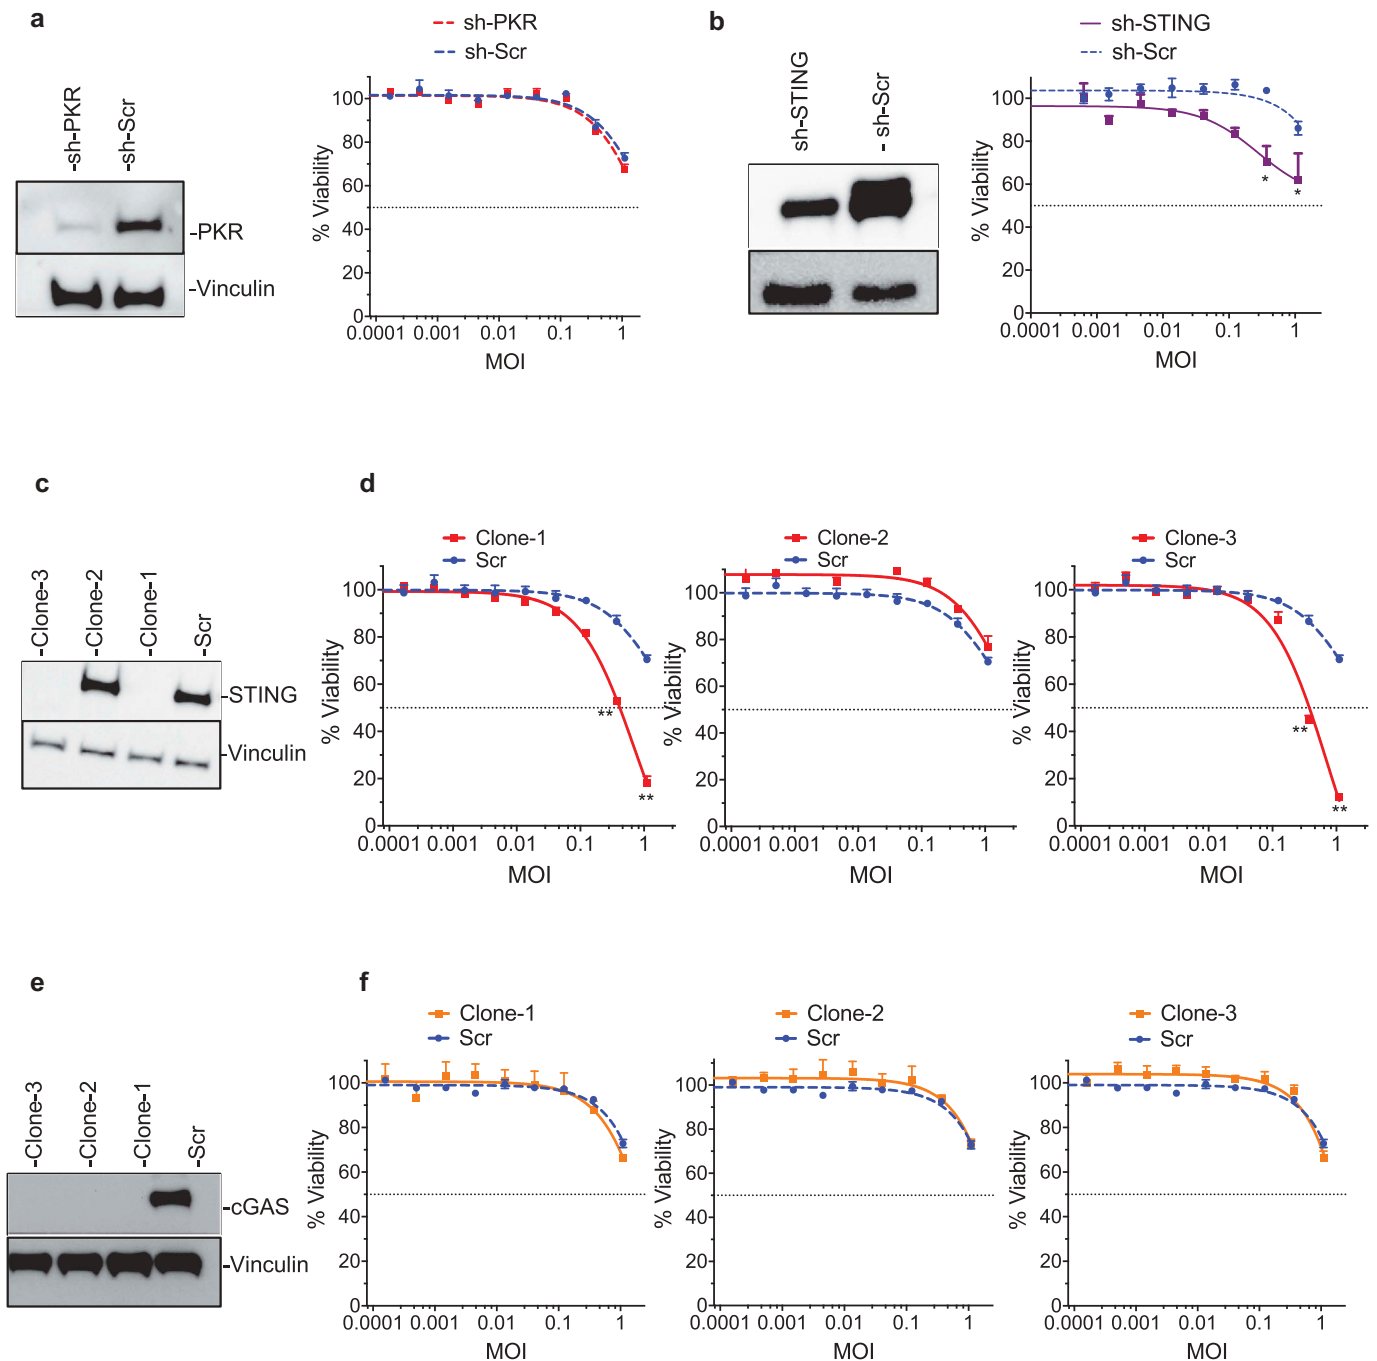 a
-sh-PKR
-sh-Scr
-PKR
-Vinculin
sh-PKR
sh-Scr
% Viability
100
80
60
40
20
0
0.0001 0.001 0.01 0.1 1
MOI
b
sh-STING
- sh-Scr
sh-STING
sh-Scr
% Viability
100
80
60
40
20
0
0.0001 0.001 0.01 0.1 1
MOI
*
*
c
-Clone-3
-Clone-2
-Clone-1
-Scr
-STING
-Vinculin
d
Clone-1
Scr
% Viability
100
80
60
40
20
0
0.0001 0.001 0.01 0.1 1
MOI
**
**
Clone-2
Scr
% Viability
100
80
60
40
20
0
0.0001 0.001 0.01 0.1 1
MOI
Clone-3
Scr
% Viability
100
80
60
40
20
0
0.0001 0.001 0.01 0.1 1
MOI
**
**
e
-Clone-3
-Clone-2
-Clone-1
-Scr
-cGAS
-Vinculin
f
Clone-1
Scr
% Viability
100
80
60
40
20
0
0.0001 0.001 0.01 0.1 1
MOI
Clone-2
Scr
% Viability
100
80
60
40
20
0
0.0001 0.001 0.01 0.1 1
MOI
Clone-3
Scr
% Viability
100
80
60
40
20
0
0.0001 0.001 0.01 0.1 1
MOI